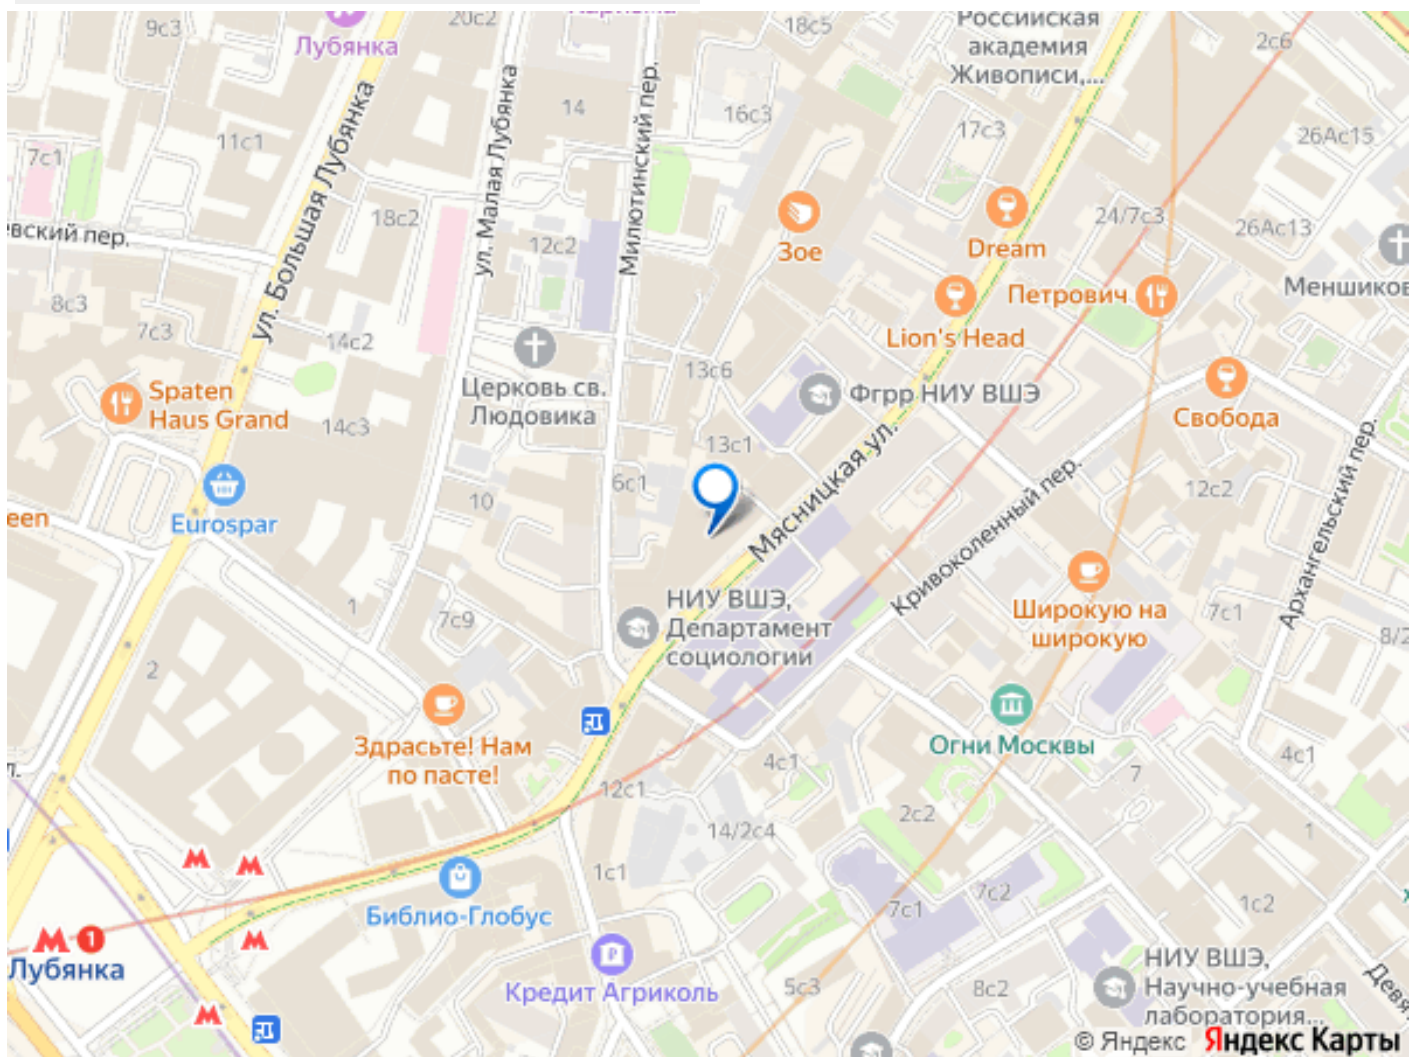 9с3
Лубянка
20с2
18с5
Российская
академия
Живописи,...
2с6
14
16с3
17с3
26Ас15
11с1
7с1
ул. Большая Лубянка
ул. Малая Лубянка
Милютинский пер.
18с2
12с2
Зое
Dream
24/7с3
26Ас13
евский пер.
8с3
7с3
14с2
Петрович
Lion's Head
Меншиков
Церковь св.
Людовика
13с6
Фгрр НИУ ВШЭ
Свобода
Spaten
Haus Grand
14с3
13с1
Мясницкая ул.
Кривоколенный пер.
Архангельский пер.
10
6с1
12с2
een
Eurospar
1
7с9
НИУ ВШЭ,
Департамент
социологии
Широкую на
широкую
7с1
8/2
2
Здрасьте! Нам
по пасте!
Огни Москвы
4с1
7
4с1
12с1
14/2с4
2с2
1
1с1
Библио-Глобус
7с2
7с1
1с2
1
Лубянка
Кредит Агриколь
5с3
8с2
НИУ ВШЭ,
Научно-учебная
лаборатория...
Девя
© Яндекс Яндекс Карты